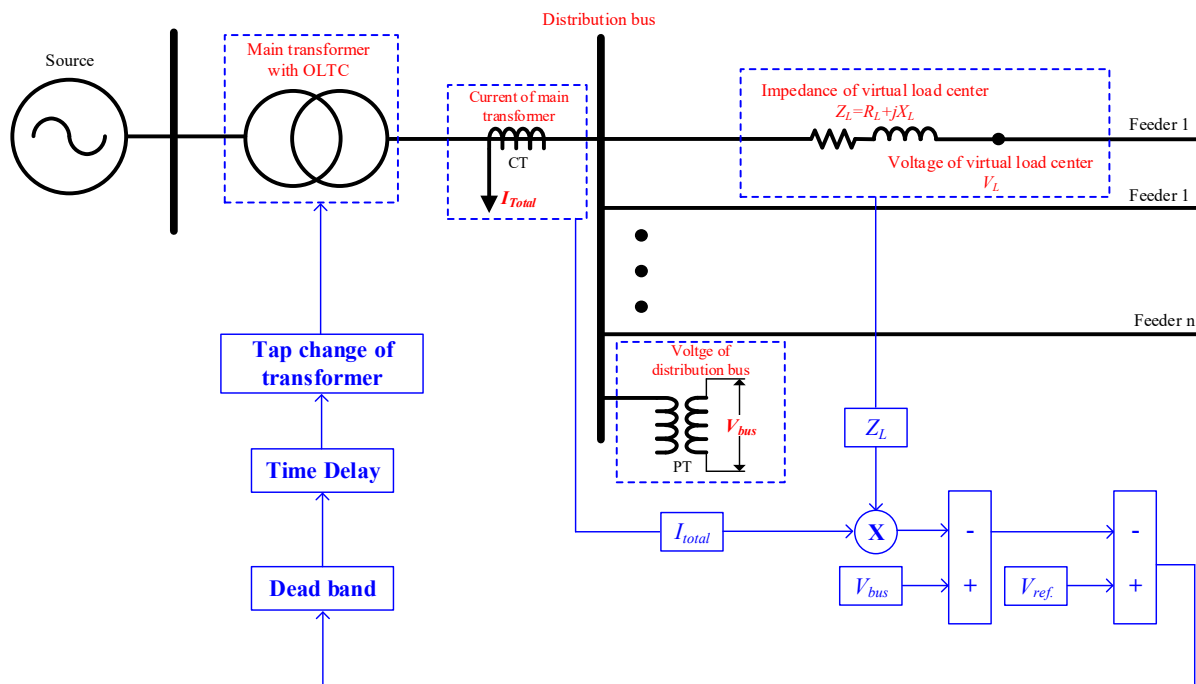 Distribution bus
Source
Main transformer
with OLTC
Current of main
transformer
CT
I_Total
Impedance of virtual load center
Z_L=R_L+jX_L
Voltage of virtual load center
V_L
Feeder 1
Feeder 1
Feeder n
Voltge of
distribution bus
V_bus
PT
Tap change of
transformer
Time Delay
Dead band
Z_L
I_total
X
V_bus
-
+
V_ref.
-
+